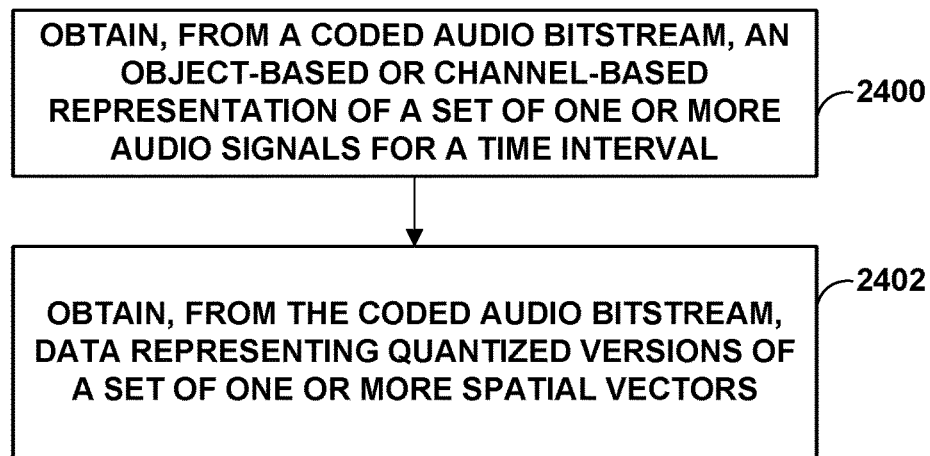 OBTAIN, FROM A CODED AUDIO BITSTREAM, AN
OBJECT-BASED OR CHANNEL-BASED
REPRESENTATION OF A SET OF ONE OR MORE
AUDIO SIGNALS FOR A TIME INTERVAL
2400
OBTAIN, FROM THE CODED AUDIO BITSTREAM,
DATA REPRESENTING QUANTIZED VERSIONS OF
A SET OF ONE OR MORE SPATIAL VECTORS
2402